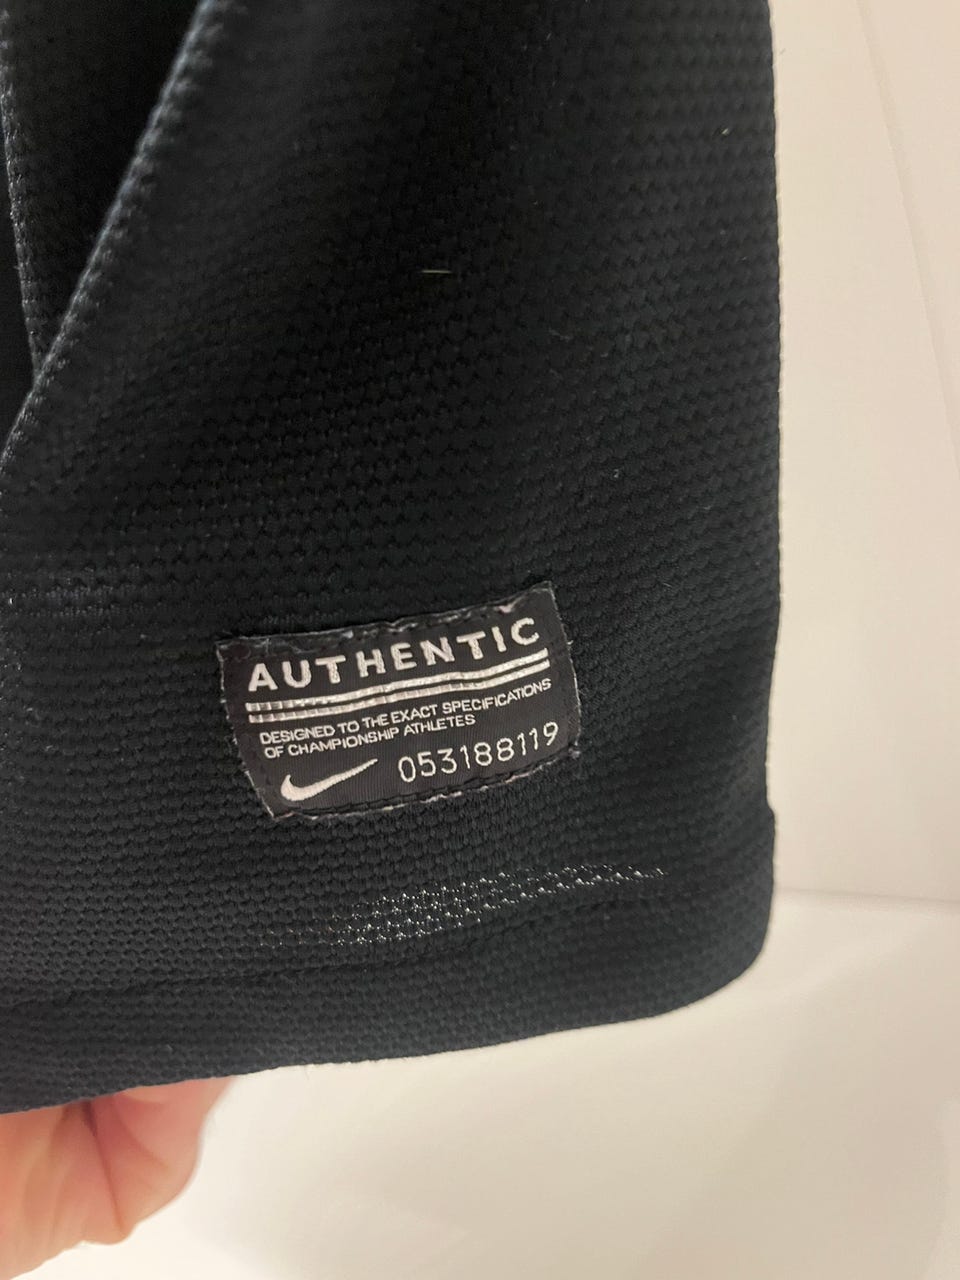 AUTHENTIC
DESIGNED TO THE EXACT SPECIFICATIONS
OF CHAMPIONSHIP ATHLETES
053188119